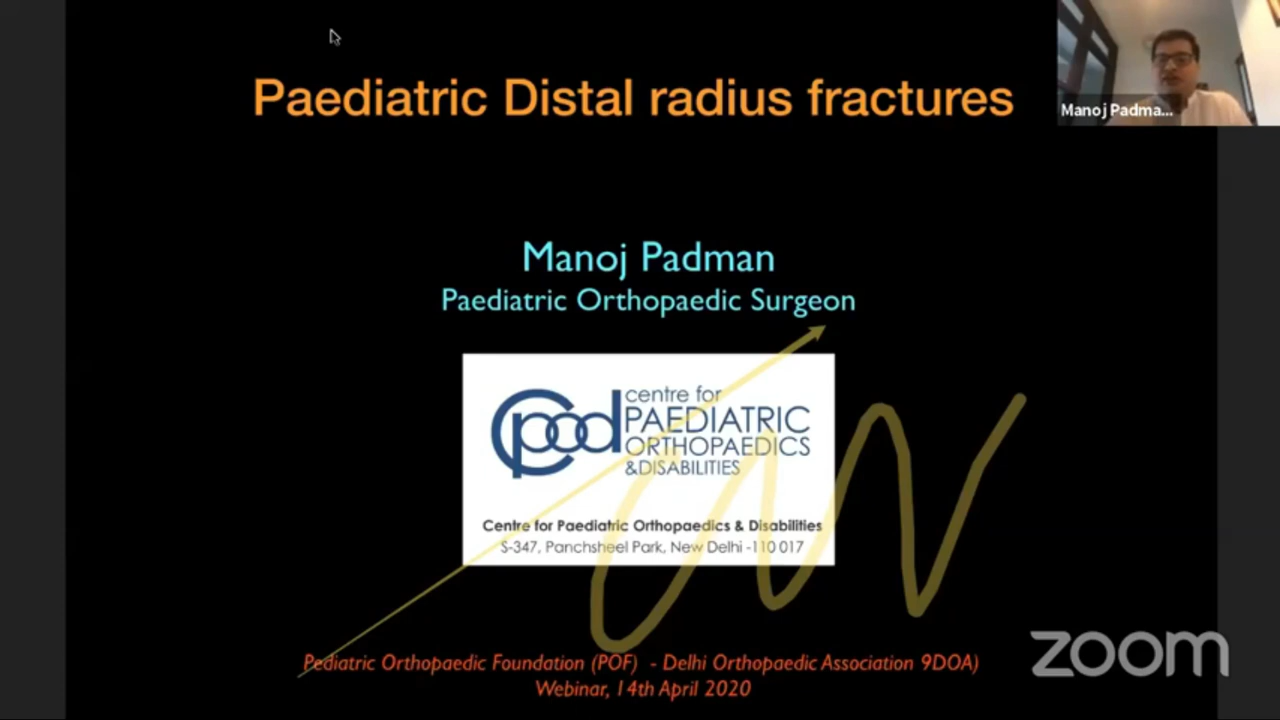 Paediatric Distal radius fractures
Manoj Padma...
Manoj Padman
Paediatric Orthopaedic Surgeon
cpod
centre for
PAEDIATRIC
ORTHOPAEDICS
&DISABILITIES
Centre for Paediatric Orthopaedics & Disabilities
S-347, Panchsheel Park, New Delhi -110 017
Pediatric Orthopaedic Foundation (POF) - Delhi Orthopaedic Association 9DOA)
Webinar, 14th April 2020
zoom